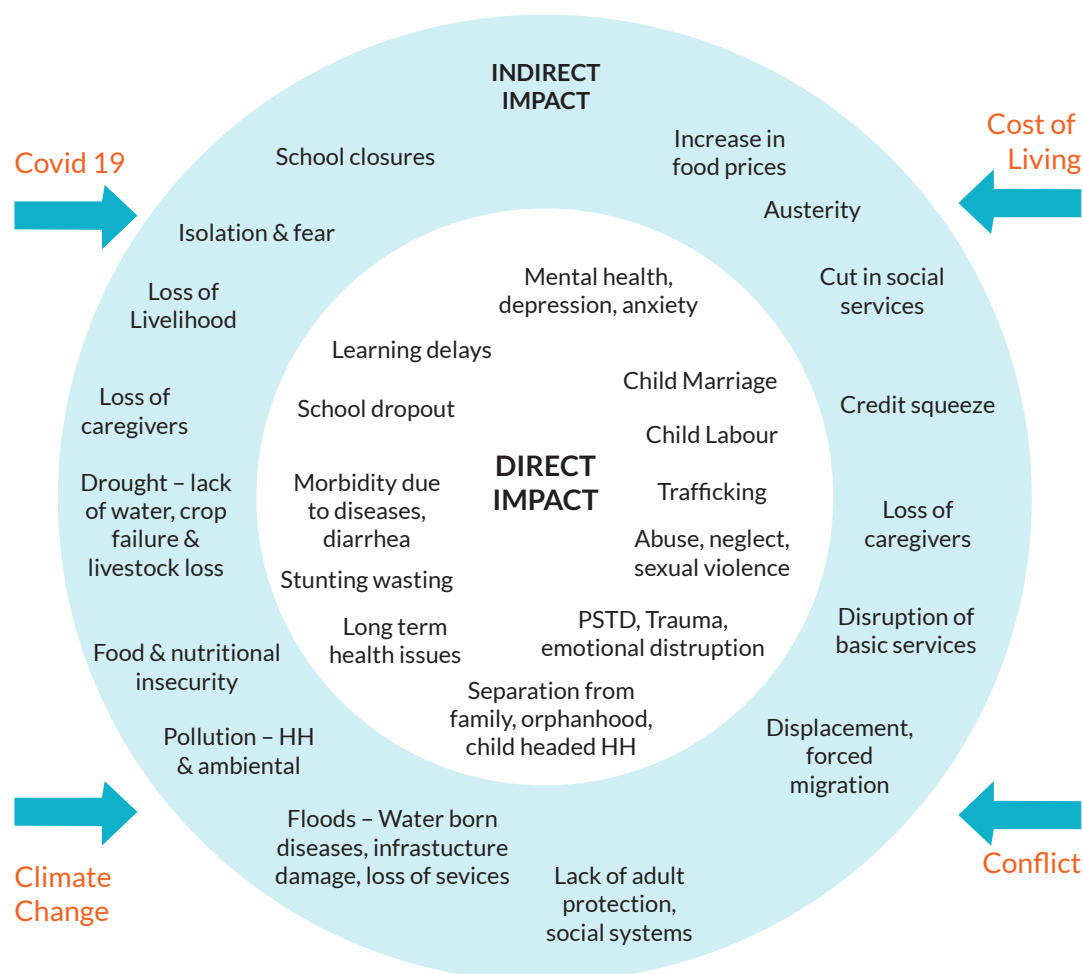 INDIRECT
IMPACT
Covid 19
Cost of
Living
School closures
Increase in
food prices
Isolation & fear
Austerity
Loss of
Livelihood
Cut in social
services
Loss of
caregivers
Credit squeeze
Drought – lack
of water, crop
failure &
livestock loss
Loss of
caregivers
Food & nutritional
insecurity
Disruption of
basic services
Pollution – HH
& ambiental
Displacement,
forced
migration
Floods – Water born
diseases, infrastucture
damage, loss of sevices
Lack of adult
protection,
social systems
Climate
Change
Conflict
DIRECT
IMPACT
Mental health,
depression, anxiety
Learning delays
School dropout
Morbidity due
to diseases,
diarrhea
Stunting wasting
Long term
health issues
Child Marriage
Child Labour
Trafficking
Abuse, neglect,
sexual violence
PSTD, Trauma,
emotional distruption
Separation from
family, orphanhood,
child headed HH